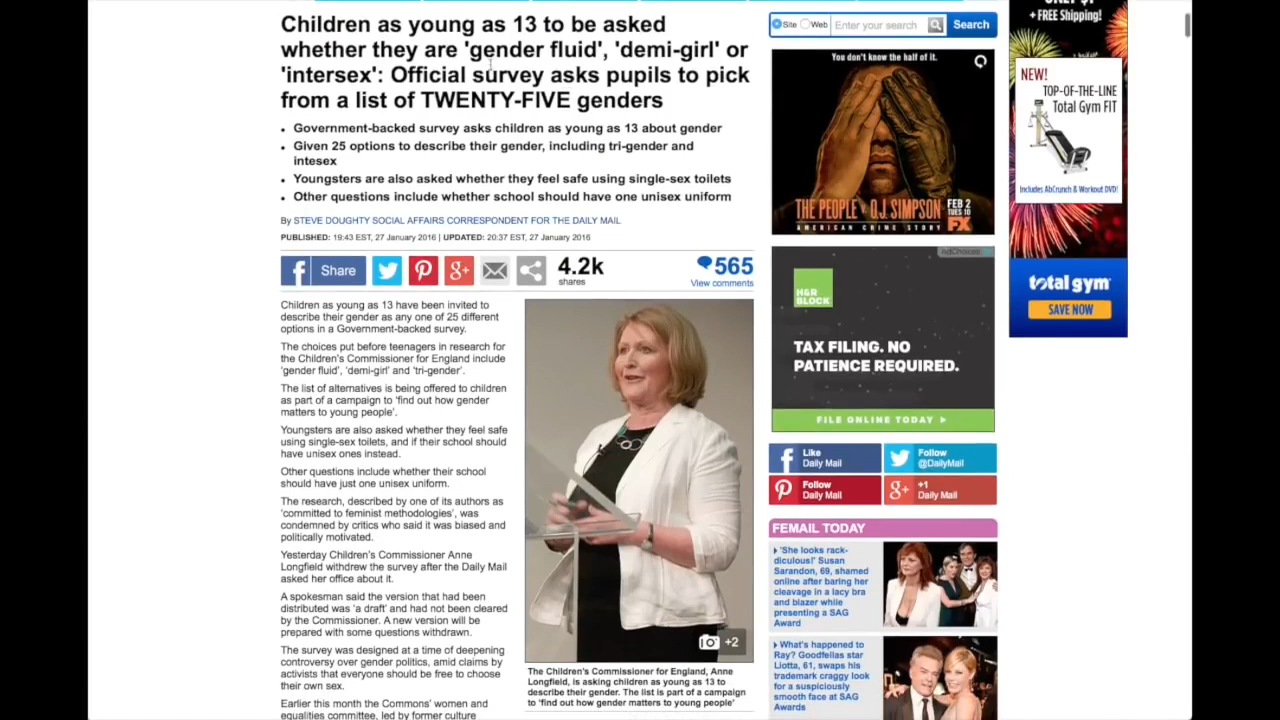 Children as young as 13 to be asked
whether they are 'gender fluid', 'demi-girl' or
'intersex': Official survey asks pupils to pick
from a list of TWENTY-FIVE genders
Government-backed survey asks children as young as 13 about gender
Given 25 options to describe their gender, including tri-gender and
intesex
Youngsters are also asked whether they feel safe using single-sex toilets
Other questions include whether school should have one unisex uniform
By STEVE DOUGHTY SOCIAL AFFAIRS CORRESPONDENT FOR THE DAILY MAIL
PUBLISHED: 19:43 EST, 27 January 2016 | UPDATED: 20:37 EST, 27 January 2016
Share
4.2k
shares
565
View comments
Children as young as 13 have been invited to
describe their gender as any one of 25 different
options in a Government-backed survey.
The choices put before teenagers in research for
the Children's Commissioner for England include
'gender fluid', 'demi-girl' and 'tri-gender'.
The list of alternatives is being offered to children
as part of a campaign to 'find out how gender
matters to young people'.
Youngsters are also asked whether they feel safe
using single-sex toilets, and if their school should
have unisex ones instead.
Other questions include whether their school
should have just one unisex uniform.
The research, described by one of its authors as
'committed to feminist methodologies', was
condemned by critics who said it was biased and
politically motivated.
Yesterday Children's Commissioner Anne
Longfield withdrew the survey after the Daily Mail
asked her office about it.
A spokesman said the version that had been
distributed was 'a draft' and had not been cleared
by the Commissioner. A new version will be
prepared with some questions withdrawn.
The survey was designed at a time of deepening
controversy over gender politics, amid claims by
activists that everyone should be free to choose
their own sex.
Earlier this month the Commons' women and
equalities committee, led by former culture
+2
The Children's Commissioner for England, Anne
Longfield, is asking children as young as 13 to
describe their gender. The list is part of a campaign
to 'find out how gender matters to young people'
Site Web Enter your search Search
You don't know the half of it.
THE PEOPLE v. O.J. SIMPSON
AMERICAN CRIME STORY
FEB 2
TUES 10
FX
AdChoices
H&R
BLOCK
TAX FILING. NO
PATIENCE REQUIRED.
FILE ONLINE TODAY
Like
Daily Mail
Follow
@DailyMail
Follow
Daily Mail
+1
Daily Mail
FEMAIL TODAY
'She looks rack-
diculous!' Susan
Sarandon, 69, shamed
online after baring her
cleavage in a lacy bra
and blazer while
presenting a SAG
Award
What's happened to
Ray? Goodfellas star
Liotta, 61, swaps his
trademark craggy look
for a suspiciously
smooth face at SAG
Awards
+ FREE Shipping!
NEW!
TOP-OF-THE-LINE
Total Gym FIT
Includes AbCrunch & Workout DVD!
total gym
SAVE NOW